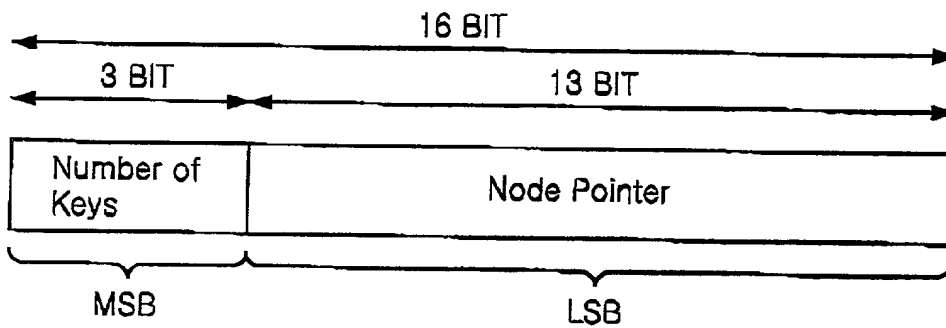 16 BIT
3 BIT
13 BIT
Number of
Keys
Node Pointer
MSB
LSB